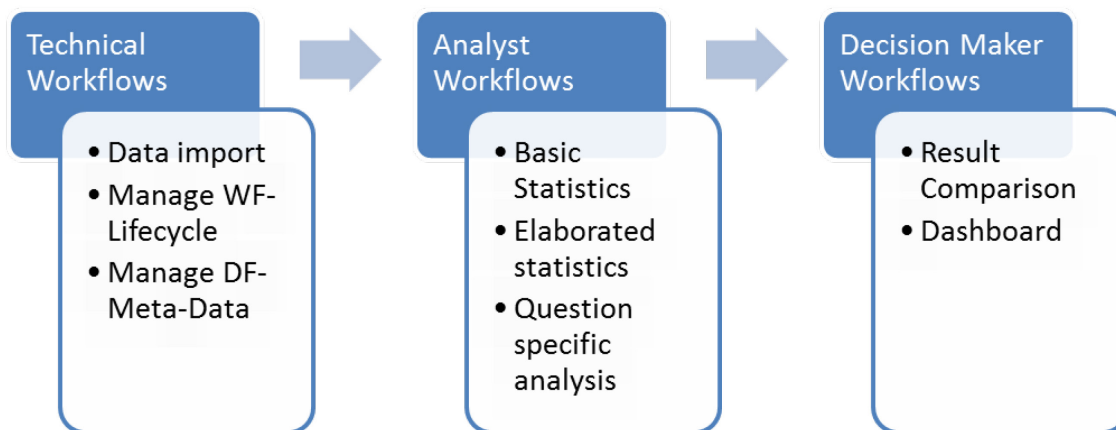 Technical
Workflows
• Data import
• Manage WF-
Lifecycle
• Manage DF-
Meta-Data
Analyst
Workflows
• Basic
Statistics
• Elaborated
statistics
• Question
specific
analysis
Decision Maker
Workflows
• Result
Comparison
• Dashboard